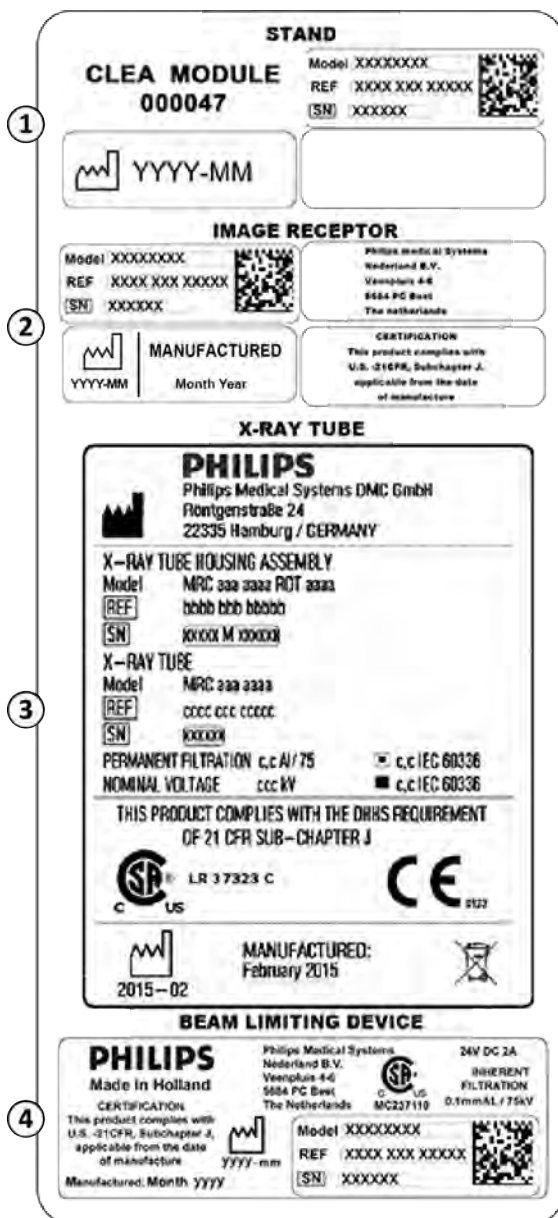 STAND
CLEA MODULE
000047
Model XXXXXXXX
REF XXXX XXX XXXXX
SN XXXXXX
1
YYYY-MM
IMAGE RECEPTOR
Model XXXXXXXX
REF XXXX XXX XXXXX
SN XXXXXX
Philips medical Systems
Nederland B.V.
Veenpluis 4-6
5684 PC Best
The netherlands
2
YYYY-MM
MANUFACTURED
Month Year
CERTIFICATION
This product complies with
U.S. -21CFR, Subchapter J,
applicable from the date
of manufacture
X-RAY TUBE
PHILIPS
Philips Medical Systems DMC GmbH
Röntgenstraße 24
22335 Hamburg / GERMANY
X-RAY TUBE HOUSING ASSEMBLY
Model MRC aaa aaaa ROT aaaa
REF bbbb bbb bbbbb
SN xxxxx M xxxxxx
X-RAY TUBE
Model MRC aaa aaaa
3
REF cccc ccc ccccc
SN xxxxxx
PERMANENT FILTRATION c,c Al/75 c,c IEC 60336
NOMINAL VOLTAGE ccc kV c,c IEC 60336
THIS PRODUCT COMPLIES WITH THE DHHS REQUIREMENT
OF 21 CFR SUB-CHAPTER J
SA ® LR 37323 C
C US
CE 0123
2015-02
MANUFACTURED:
February 2015
BEAM LIMITING DEVICE
PHILIPS
Made in Holland
CERTIFICATION
This product complies with
U.S. -21CFR, Subchapter J,
applicable from the date
of manufacture
Manufactured: Month yyyy
yyyy-mm
Philips Medical Systems
Nederland B.V.
Veenpluis 4-6
5684 PC Best
The Netherlands
SA
C US
MC237110
24V DC 2A
INHERENT
FILTRATION
0.1mmAL / 75kV
4
Model XXXXXXXX
REF XXXX XXX XXXXX
SN XXXXXX